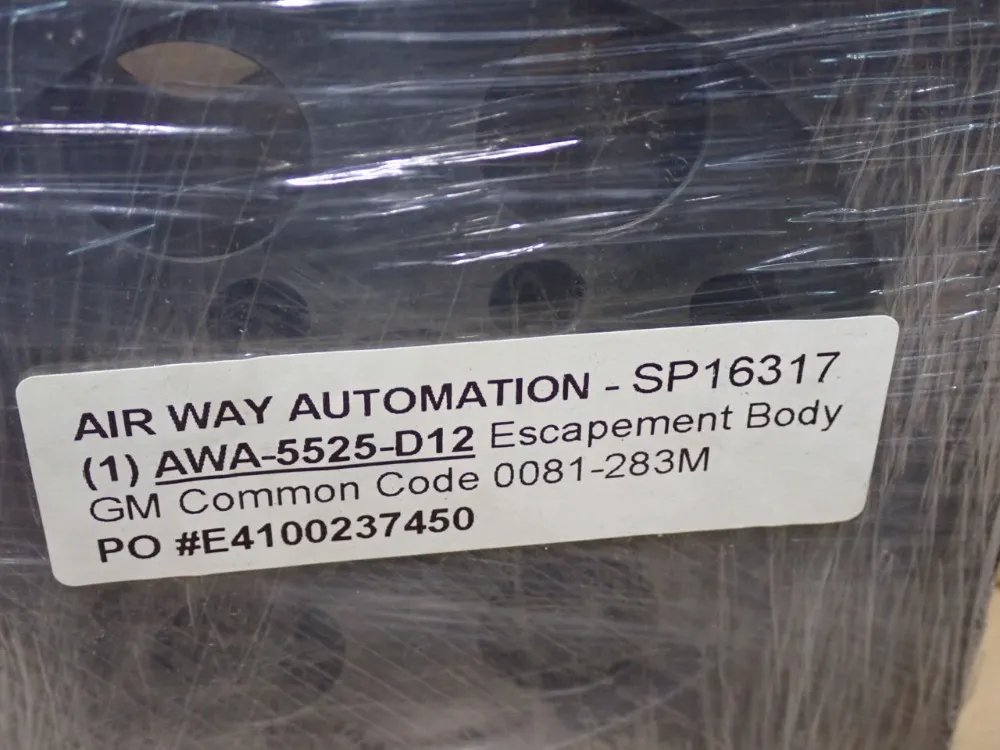 AIR WAY AUTOMATION - SP16317
(1) AWA-5525-D12 Escapement Body
GM Common Code 0081-283M
PO #E4100237450